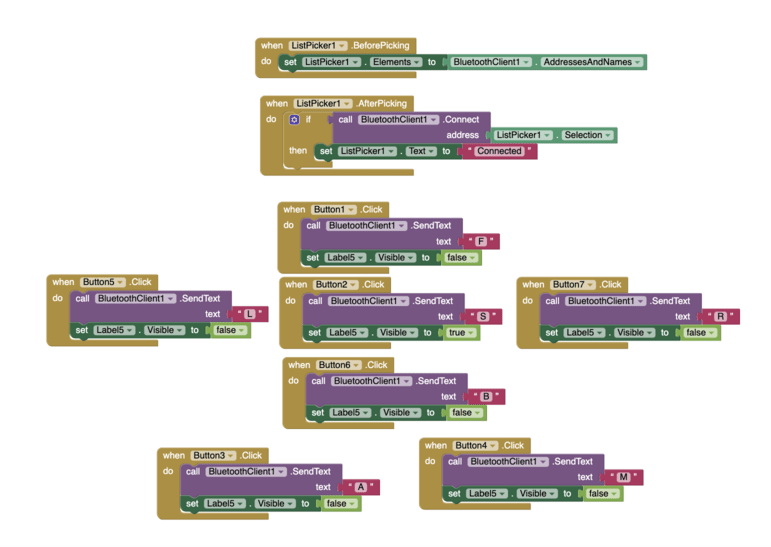 when ListPicker1 .BeforePicking
do set ListPicker1 . Elements to BluetoothClient1 . AddressesAndNames
when ListPicker1 .AfterPicking
do if call BluetoothClient1 .Connect
address ListPicker1 . Selection
then set ListPicker1 . Text to " Connected "
when Button1 .Click
do call BluetoothClient1 .SendText
text " F "
set Label5 . Visible to false
when Button5 .Click
do call BluetoothClient1 .SendText
text " L "
set Label5 . Visible to false
when Button2 .Click
do call BluetoothClient1 .SendText
text " S "
set Label5 . Visible to true
when Button7 .Click
do call BluetoothClient1 .SendText
text " R "
set Label5 . Visible to false
when Button6 .Click
do call BluetoothClient1 .SendText
text " B "
set Label5 . Visible to false
when Button3 .Click
do call BluetoothClient1 .SendText
text " A "
set Label5 . Visible to false
when Button4 .Click
do call BluetoothClient1 .SendText
text " M "
set Label5 . Visible to false